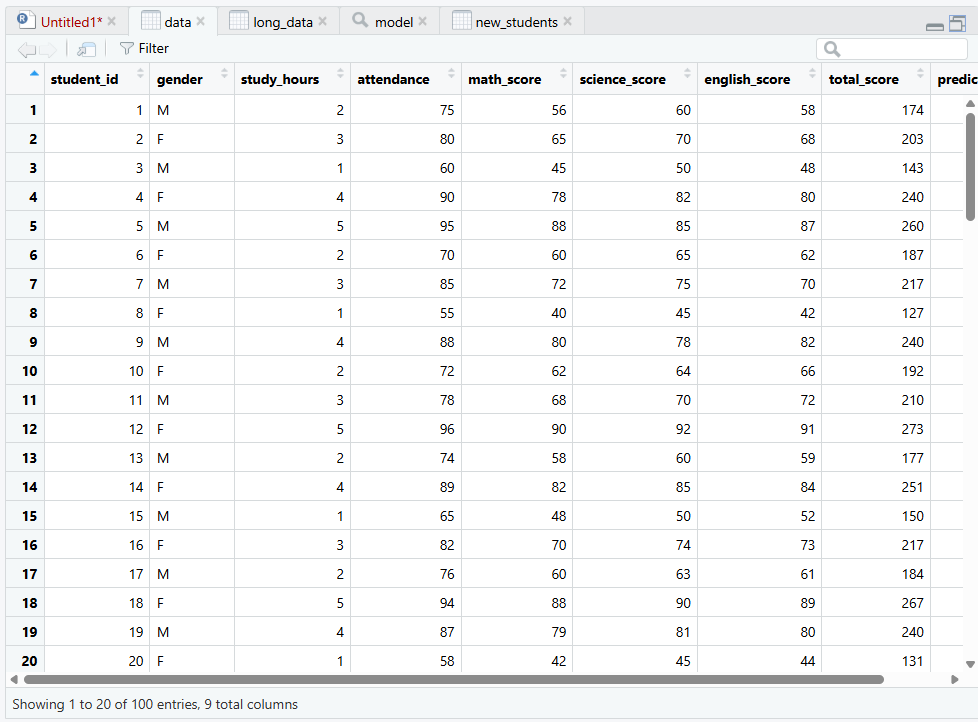 Untitled1* × data × long_data × model × new_students ×
Filter
student_id gender study_hours attendance math_score science_score english_score total_score predic
1 1 M 2 75 56 60 58 174
2 2 F 3 80 65 70 68 203
3 3 M 1 60 45 50 48 143
4 4 F 4 90 78 82 80 240
5 5 M 5 95 88 85 87 260
6 6 F 2 70 60 65 62 187
7 7 M 3 85 72 75 70 217
8 8 F 1 55 40 45 42 127
9 9 M 4 88 80 78 82 240
10 10 F 2 72 62 64 66 192
11 11 M 3 78 68 70 72 210
12 12 F 5 96 90 92 91 273
13 13 M 2 74 58 60 59 177
14 14 F 4 89 82 85 84 251
15 15 M 1 65 48 50 52 150
16 16 F 3 82 70 74 73 217
17 17 M 2 76 60 63 61 184
18 18 F 5 94 88 90 89 267
19 19 M 4 87 79 81 80 240
20 20 F 1 58 42 45 44 131
Showing 1 to 20 of 100 entries, 9 total columns